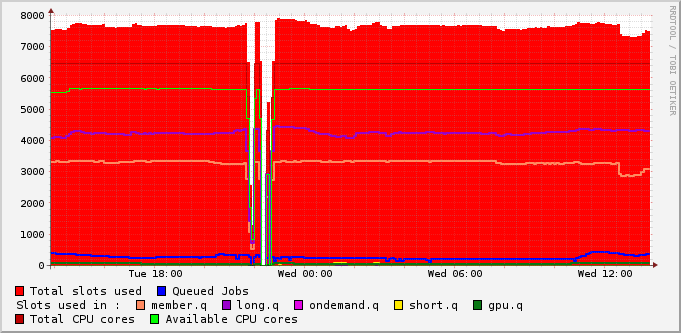 RRDTOOL / TOBI OETIKER
8000
7000
6000
5000
4000
3000
2000
1000
0
Tue 18:00 Wed 00:00 Wed 06:00 Wed 12:00
Total slots used Queued Jobs
Slots used in : member.q long.q ondemand.q short.q gpu.q
Total CPU cores Available CPU cores